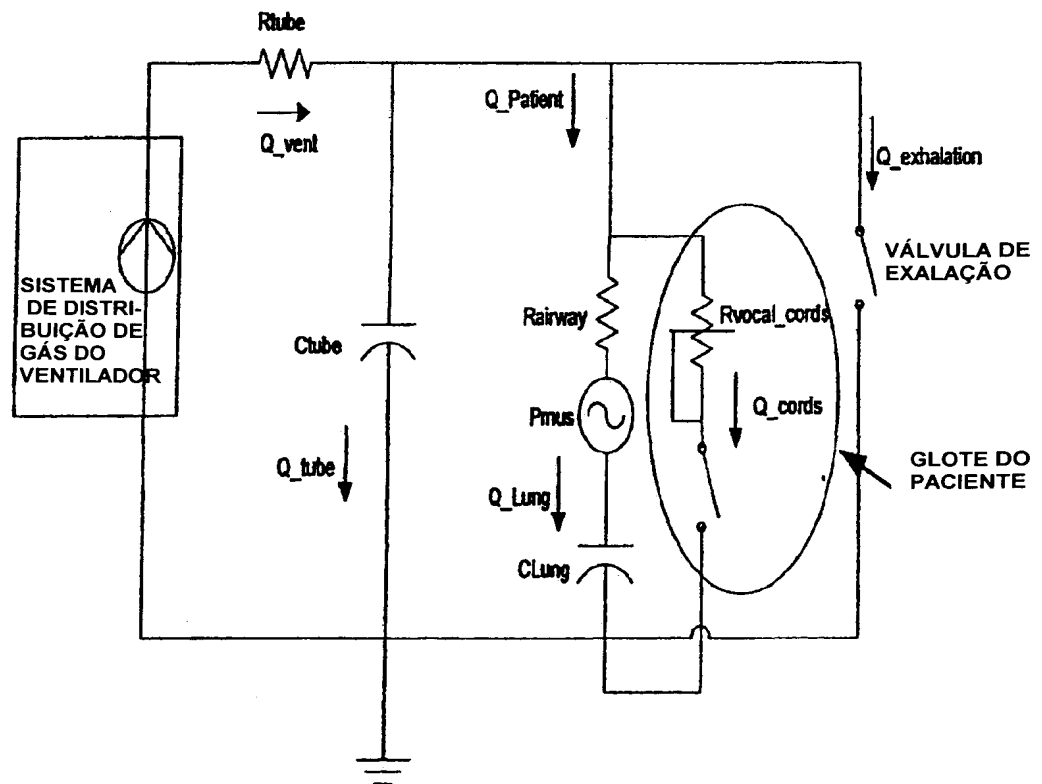 Rtube
Q_vent
Q_Patient
Q_exhalation
SISTEMA
DE DISTRI-
BUIÇÃO DE
GÁS DO
VENTILADOR
VÁLVULA DE
EXALAÇÃO
Rairway
Rvocal_cords
Ctube
Pmus
Q_cords
Q_tube
Q_Lung
GLOTE DO
PACIENTE
CLung